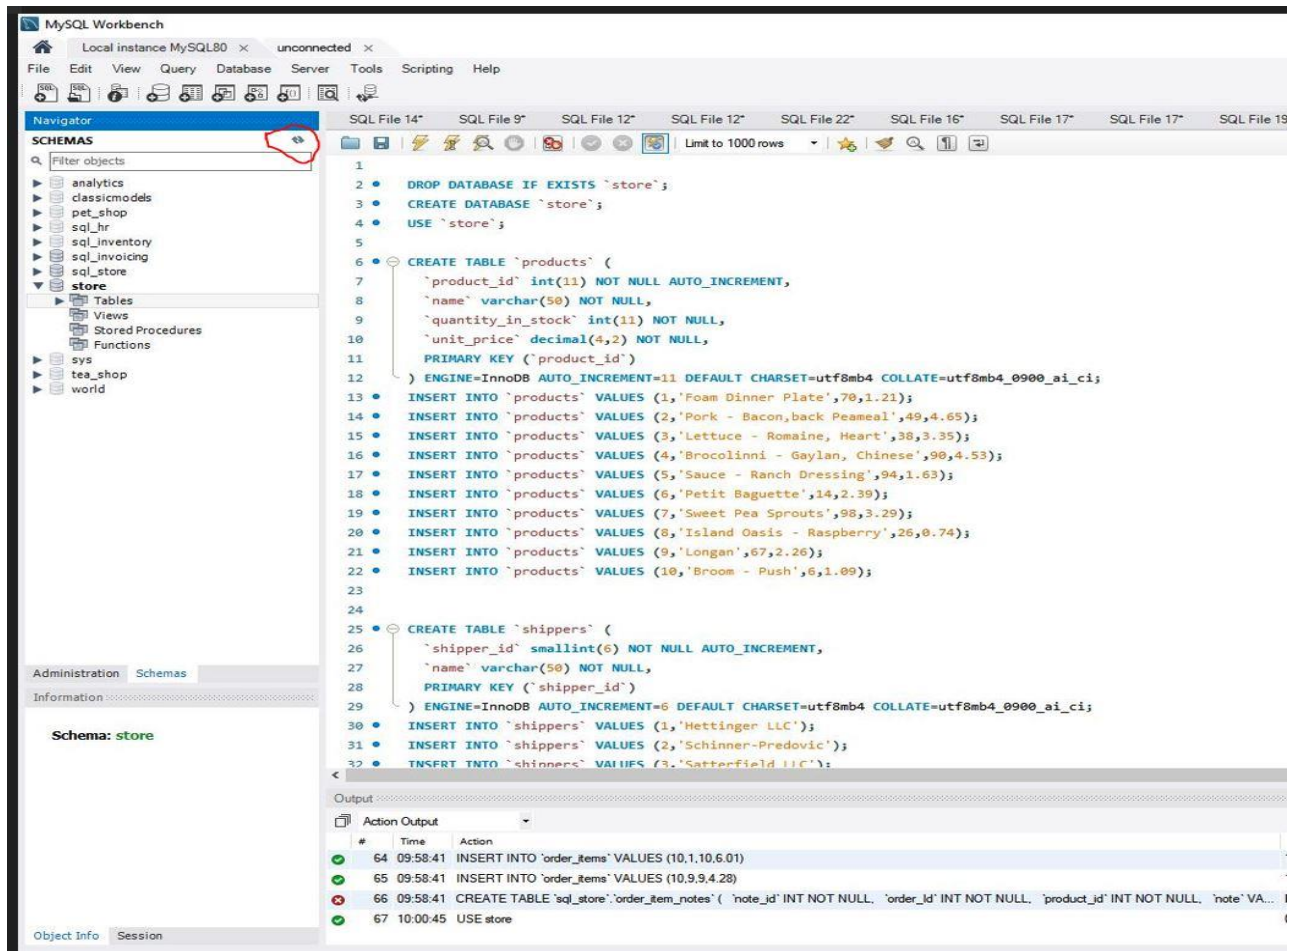 MySQL Workbench
Local instance MySQL80 × unconnected ×
File Edit View Query Database Server Tools Scripting Help
Navigator
SCHEMAS
Filter objects
analytics
classicmodels
pet_shop
sql_hr
sql_inventory
sql_invoicing
sql_store
store
Tables
Views
Stored Procedures
Functions
sys
tea_shop
world
Administration Schemas
Information
Schema: store
Object Info Session
SQL File 14* SQL File 9* SQL File 12* SQL File 12* SQL File 22* SQL File 16* SQL File 17* SQL File 17* SQL File 19
Limit to 1000 rows
1
2 DROP DATABASE IF EXISTS `store`;
3 CREATE DATABASE `store`;
4 USE `store`;
5
6 CREATE TABLE `products` (
7 `product_id` int(11) NOT NULL AUTO_INCREMENT,
8 `name` varchar(50) NOT NULL,
9 `quantity_in_stock` int(11) NOT NULL,
10 `unit_price` decimal(4,2) NOT NULL,
11 PRIMARY KEY (`product_id`)
12 ) ENGINE=InnoDB AUTO_INCREMENT=11 DEFAULT CHARSET=utf8mb4 COLLATE=utf8mb4_0900_ai_ci;
13 INSERT INTO `products` VALUES (1,'Foam Dinner Plate',70,1.21);
14 INSERT INTO `products` VALUES (2,'Pork - Bacon,back Peameal',49,4.65);
15 INSERT INTO `products` VALUES (3,'Lettuce - Romaine, Heart',38,3.35);
16 INSERT INTO `products` VALUES (4,'Brocolinni - Gaylan, Chinese',90,4.53);
17 INSERT INTO `products` VALUES (5,'Sauce - Ranch Dressing',94,1.63);
18 INSERT INTO `products` VALUES (6,'Petit Baguette',14,2.39);
19 INSERT INTO `products` VALUES (7,'Sweet Pea Sprouts',98,3.29);
20 INSERT INTO `products` VALUES (8,'Island Oasis - Raspberry',26,0.74);
21 INSERT INTO `products` VALUES (9,'Longan',67,2.26);
22 INSERT INTO `products` VALUES (10,'Broom - Push',6,1.09);
23
24
25 CREATE TABLE `shippers` (
26 `shipper_id` smallint(6) NOT NULL AUTO_INCREMENT,
27 `name` varchar(50) NOT NULL,
28 PRIMARY KEY (`shipper_id`)
29 ) ENGINE=InnoDB AUTO_INCREMENT=6 DEFAULT CHARSET=utf8mb4 COLLATE=utf8mb4_0900_ai_ci;
30 INSERT INTO `shippers` VALUES (1,'Hettinger LLC');
31 INSERT INTO `shippers` VALUES (2,'Schinner-Predovic');
32 INSERT INTO `shippers` VALUES (3,'Satterfield LLC');
Output
Action Output
# Time Action
64 09:58:41 INSERT INTO `order_items` VALUES (10,1,10,6.01)
65 09:58:41 INSERT INTO `order_items` VALUES (10,9,9,4.28)
66 09:58:41 CREATE TABLE `sql_store`.`order_item_notes` ( `note_id` INT NOT NULL, `order_Id` INT NOT NULL, `product_id` INT NOT NULL, `note` VA...
67 10:00:45 USE store